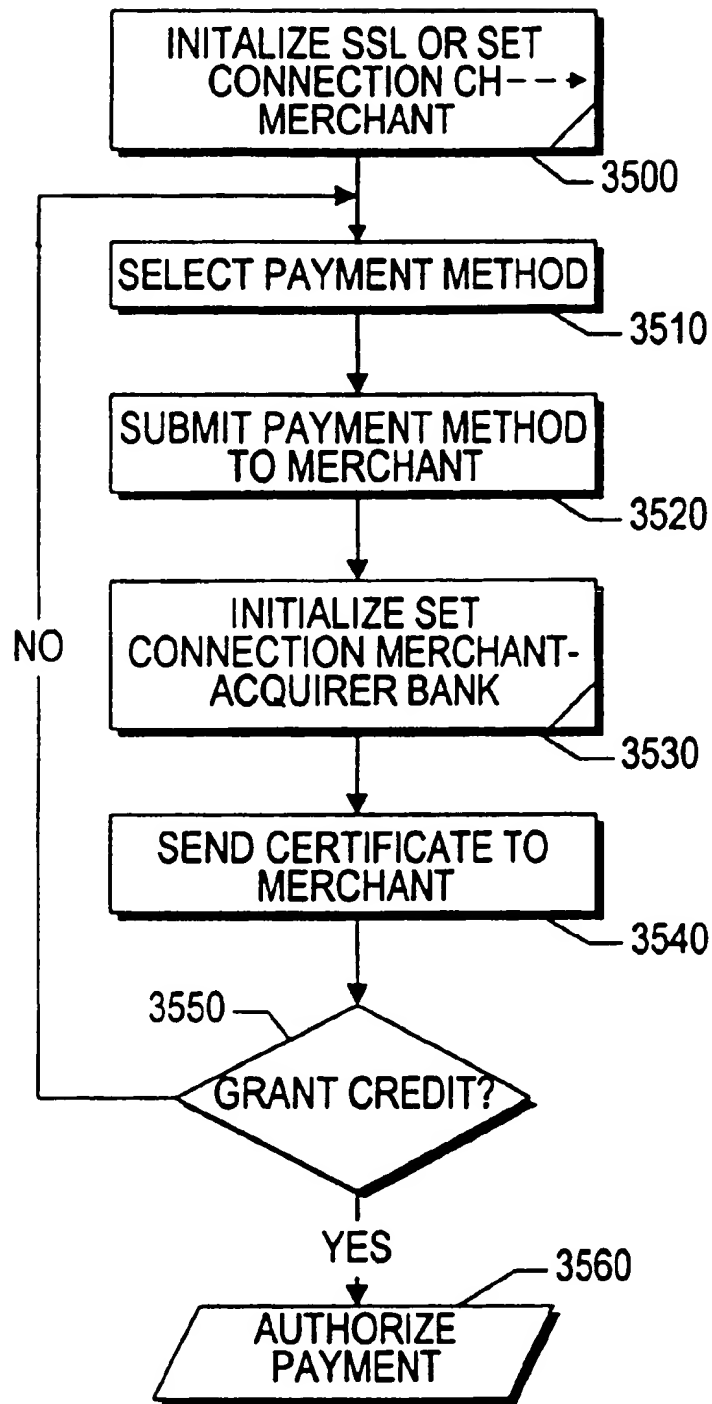 INITALIZE SSL OR SET
CONNECTION CH-->
MERCHANT
3500
SELECT PAYMENT METHOD
3510
SUBMIT PAYMENT METHOD
TO MERCHANT
3520
INITIALIZE SET
CONNECTION MERCHANT-
ACQUIRER BANK
3530
NO
SEND CERTIFICATE TO
MERCHANT
3540
3550
GRANT CREDIT?
YES
3560
AUTHORIZE
PAYMENT